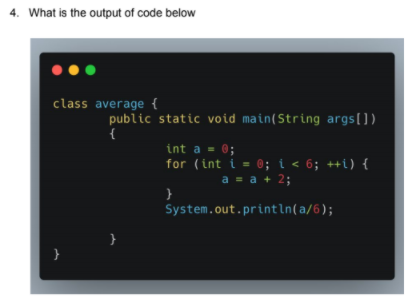 4. What is the output of code below
class average {
public static void main(String args[])
{
int a = 0;
for (int i = 0; i < 6; ++i) {
a = a + 2;
}
System.out.println(a/6);
}
}